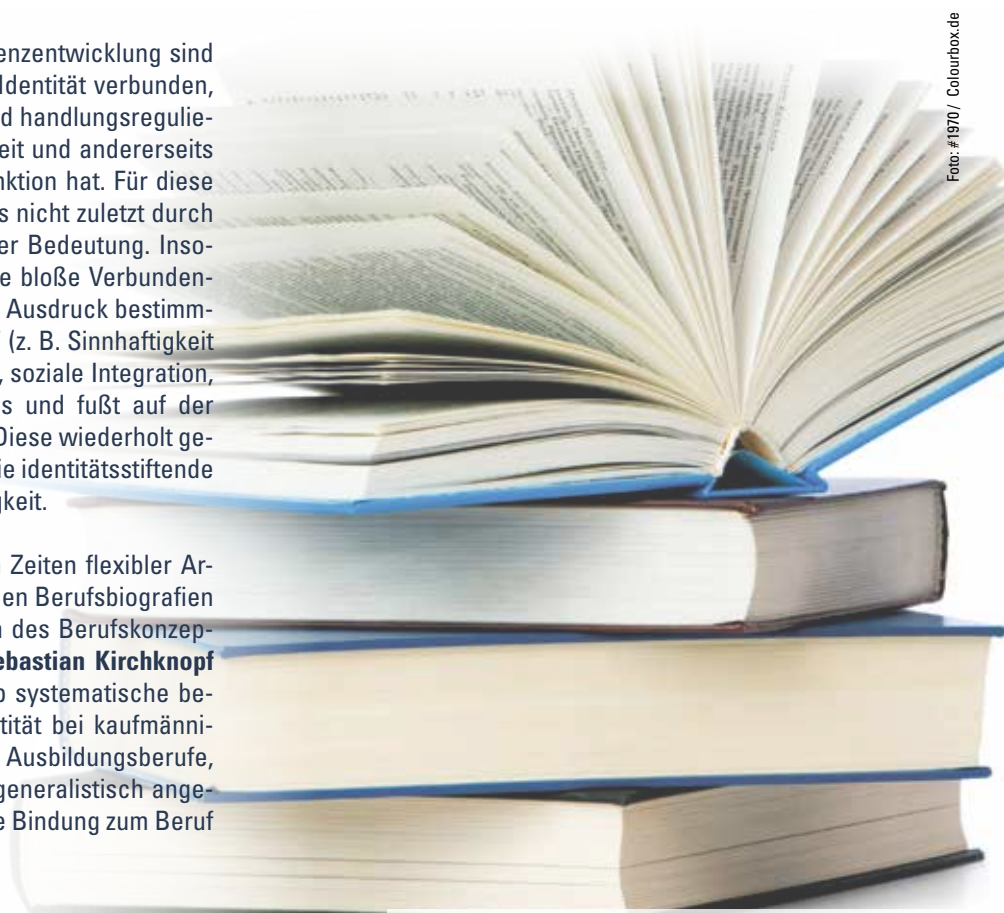 enzentwicklung sind
Identität verbunden,
d handlungsregulie-
eit und andererseits
nktion hat. Für diese
s nicht zuletzt durch
er Bedeutung. Inso-
e bloße Verbunden-
Ausdruck bestimm-
(z. B. Sinnhaftigkeit
, soziale Integration,
s und fußt auf der
Diese wiederholt ge-
ie identitätsstiftende
gkeit.
Zeiten flexibler Ar-
en Berufsbiografien
n des Berufskonzep-
ebastian Kirchknopf
o systematische be-
tität bei kaufmänni-
Ausbildungsberufe,
generalistisch ange-
e Bindung zum Beruf
Foto: #1970 / Colourbox.de